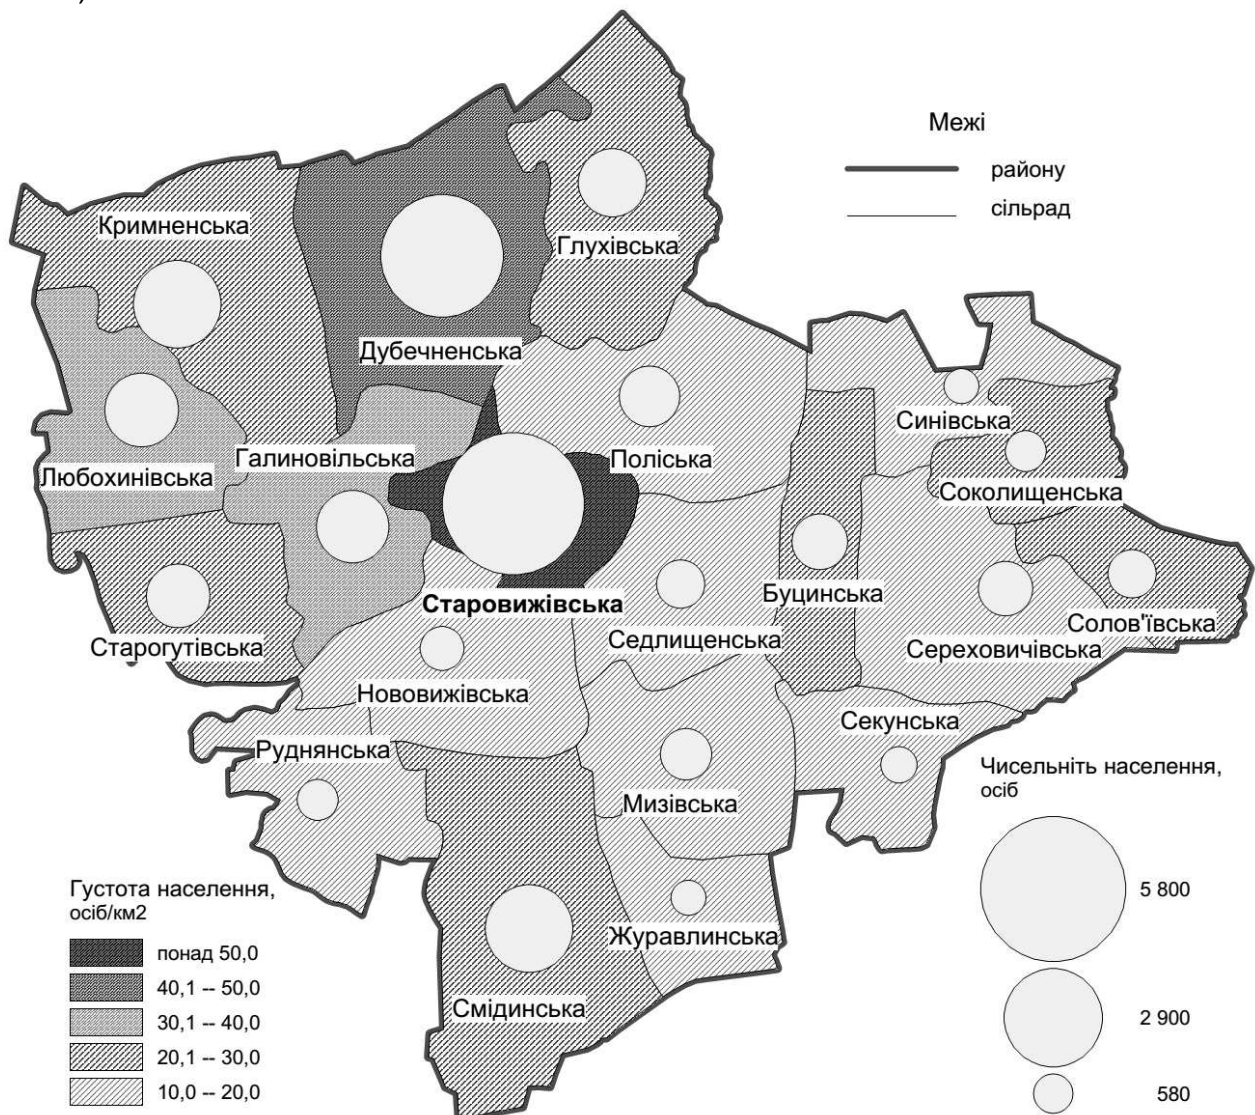 Межі
району
сільрад
Кримненська
Глухівська
Дубечненська
Синівська
Любохинівська
Галиновільська
Поліська
Соколищенська
Старовижівська
Буцинська
Солов'ївська
Старогутівська
Седлищенська
Сереховичівська
Нововижівська
Секунська
Руднянська
Мизівська
Журавлинська
Смідинська
Чисельніть населення,
осіб
5 800
2 900
580
Густота населення,
осіб/км2
понад 50,0
40,1 -- 50,0
30,1 -- 40,0
20,1 -- 30,0
10,0 -- 20,0